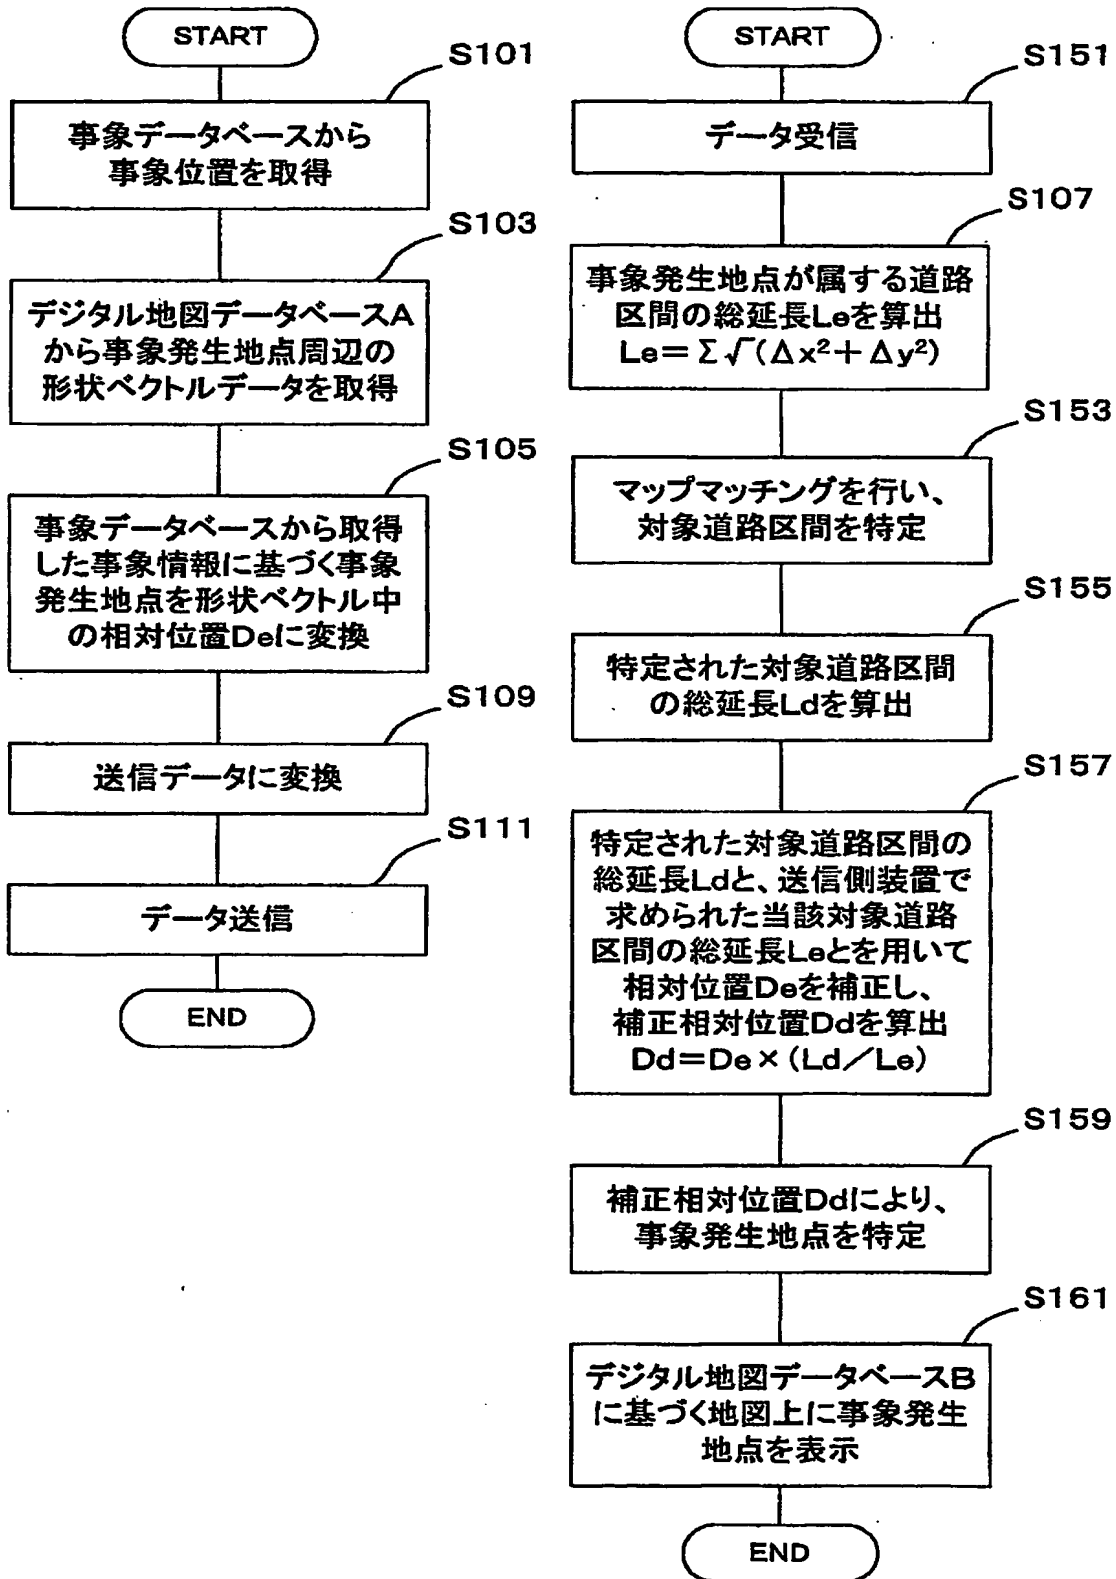 START
S101
事象データベースから
事象位置を取得
S103
デジタル地図データベースA
から事象発生地点周辺の
形状ベクトルデータを取得
S105
事象データベースから取得
した事象情報に基づく事象
発生地点を形状ベクトル中
の相対位置Deに変換
S109
送信データに変換
S111
データ送信
END
START
S151
データ受信
S107
事象発生地点が属する道路
区間の総延長Leを算出
Le=Σ√(Δx²+Δy²)
S153
マップマッチングを行い、
対象道路区間を特定
S155
特定された対象道路区間
の総延長Ldを算出
S157
特定された対象道路区間の
総延長Ldと、送信側装置で
求められた当該対象道路
区間の総延長Leとを用いて
相対位置Deを補正し、
補正相対位置Ddを算出
Dd=De×(Ld/Le)
S159
補正相対位置Ddにより、
事象発生地点を特定
S161
デジタル地図データベースB
に基づく地図上に事象発生
地点を表示
END